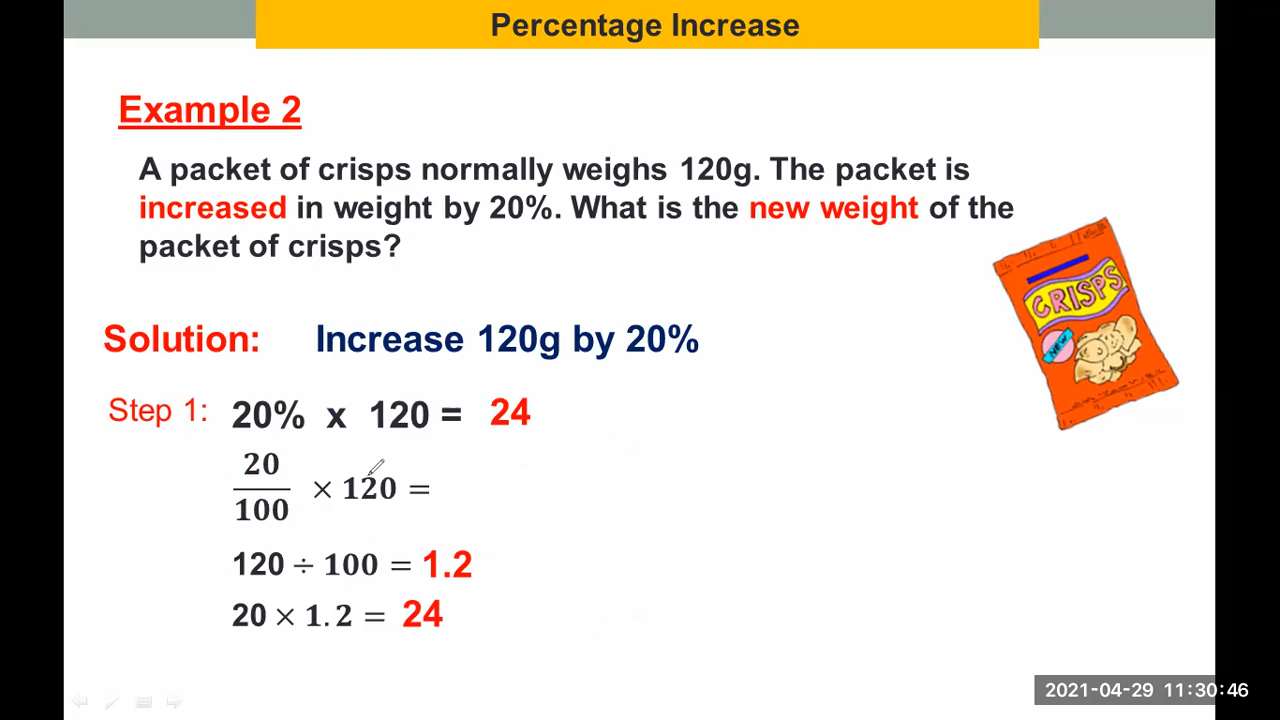 Percentage Increase
Example 2
A packet of crisps normally weighs 120g. The packet is
increased in weight by 20%. What is the new weight of the
packet of crisps?
CRISPS
NEW
Solution: Increase 120g by 20%
Step 1: 20% x 120 = 24
20/100 × 120 =
120 ÷ 100 = 1.2
20 × 1.2 = 24
2021-04-29 11:30:46